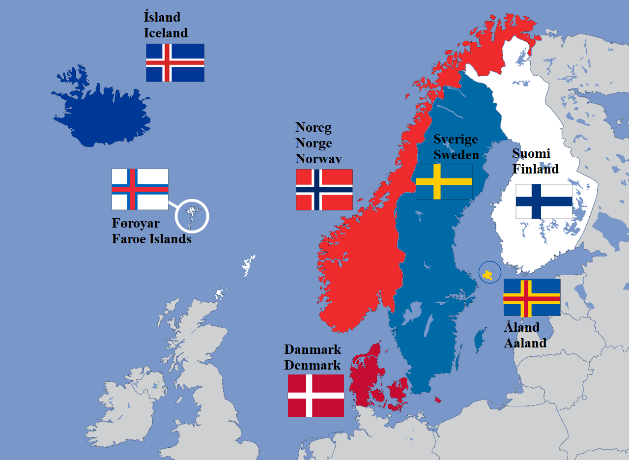 Ísland
Iceland
Noreg
Norge
Norway
Sverige
Sweden
Suomi
Finland
Føroyar
Faroe Islands
Åland
Aaland
Danmark
Denmark